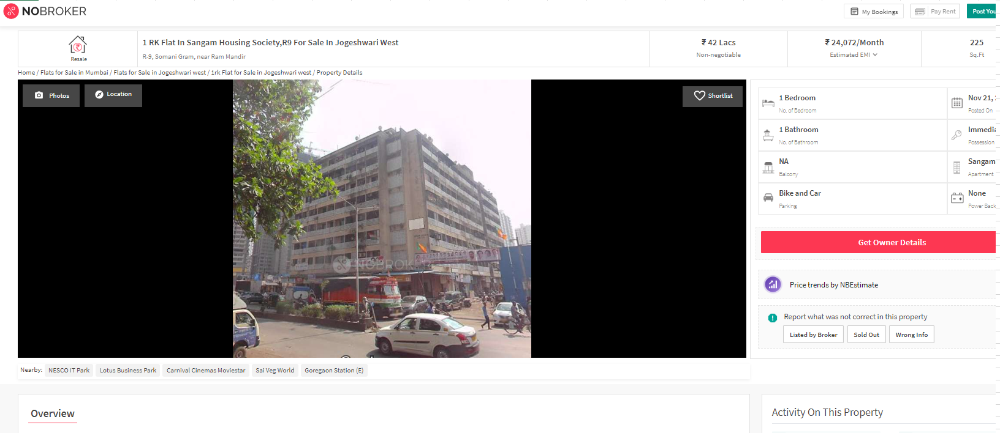 NOBROKER
My Bookings
Pay Rent
Post You
Resale
1 RK Flat In Sangam Housing Society,R9 For Sale In Jogeshwari West
R-9, Somani Gram, near Ram Mandir
₹ 42 Lacs
Non-negotiable
₹ 24,072/Month
Estimated EMI
225
Sq.Ft
Home / Flats for Sale in Mumbai / Flats for Sale in Jogeshwari west / 1rk Flat for Sale in Jogeshwari west / Property Details
Photos
Location
Shortlist
NOBROKER
1 Bedroom
No. of Bedroom
Nov 21,
Posted On
1 Bathroom
No. of Bathroom
Immedia
Possession
NA
Balcony
Sangam
Apartment
Bike and Car
Parking
None
Power Back
Get Owner Details
Price trends by NBEstimate
Report what was not correct in this property
Listed by Broker
Sold Out
Wrong Info
Nearby:
NESCO IT Park
Lotus Business Park
Carnival Cinemas Moviestar
Sai Veg World
Goregaon Station (E)
Overview
Activity On This Property